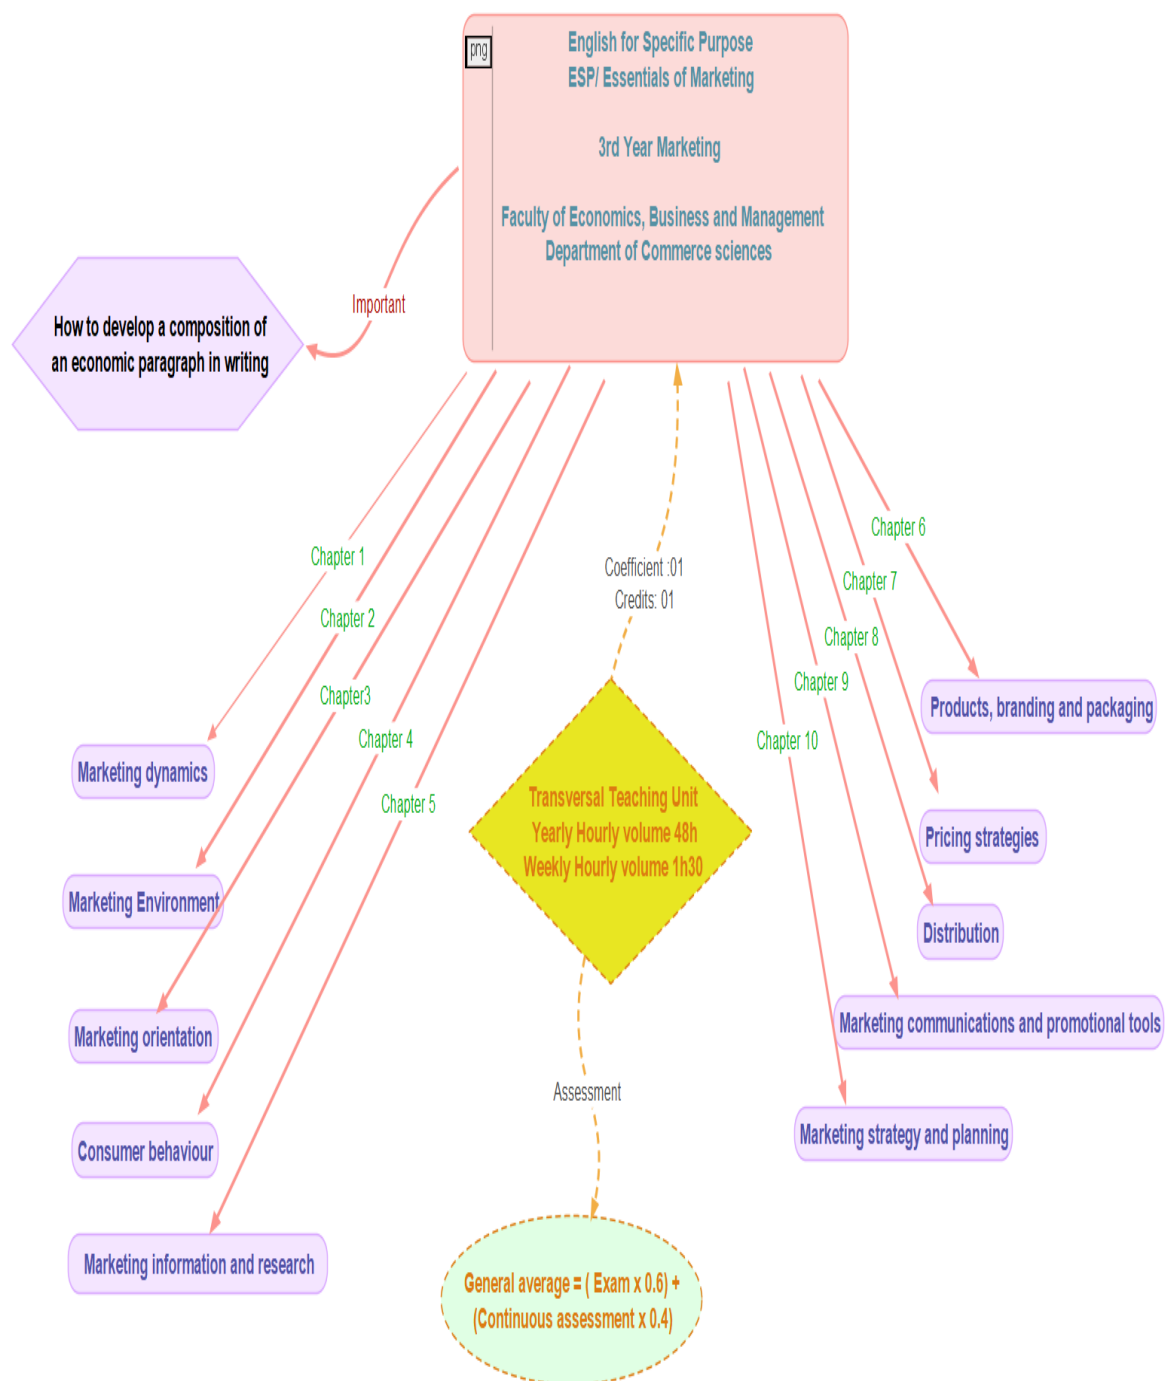 png
English for Specific Purpose
ESP/ Essentials of Marketing
3rd Year Marketing
Faculty of Economics, Business and Management
Department of Commerce sciences
Important
How to develop a composition of
an economic paragraph in writing
Chapter 1
Marketing dynamics
Chapter 2
Marketing Environment
Chapter3
Marketing orientation
Chapter 4
Consumer behaviour
Chapter 5
Marketing information and research
Chapter 6
Products, branding and packaging
Chapter 7
Pricing strategies
Chapter 8
Distribution
Chapter 9
Marketing communications and promotional tools
Chapter 10
Marketing strategy and planning
Coefficient :01
Credits: 01
Transversal Teaching Unit
Yearly Hourly volume 48h
Weekly Hourly volume 1h30
Assessment
General average = ( Exam x 0.6) +
(Continuous assessment x 0.4)